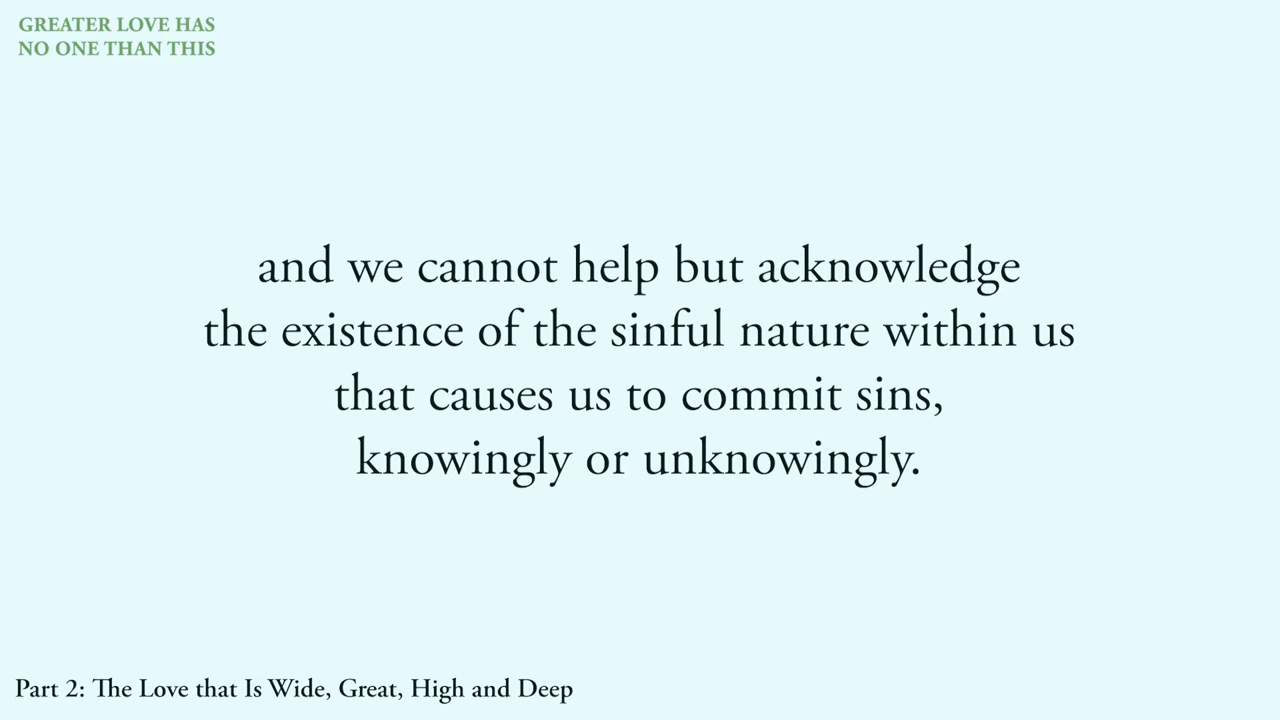 GREATER LOVE HAS
NO ONE THAN THIS
and we cannot help but acknowledge
the existence of the sinful nature within us
that causes us to commit sins,
knowingly or unknowingly.
Part 2: The Love that Is Wide, Great, High and Deep